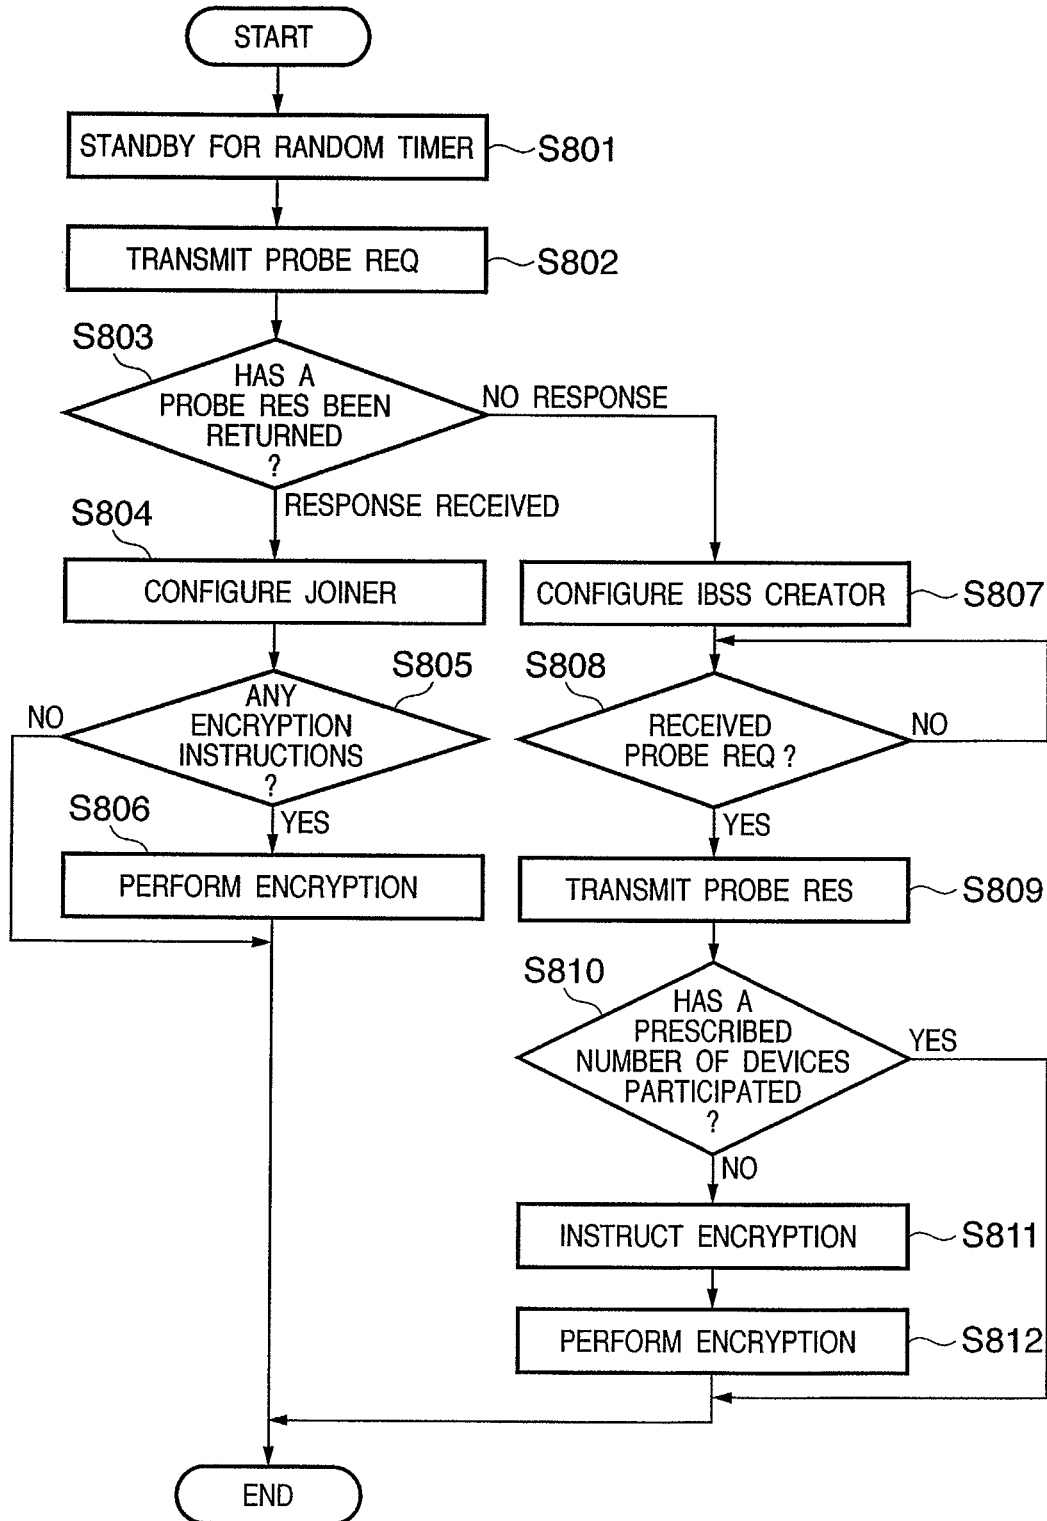 START
STANDBY FOR RANDOM TIMER
S801
TRANSMIT PROBE REQ
S802
S803
HAS A
PROBE RES BEEN
RETURNED
?
NO RESPONSE
RESPONSE RECEIVED
S804
CONFIGURE JOINER
CONFIGURE IBSS CREATOR
S807
S805
ANY
ENCRYPTION
INSTRUCTIONS
?
NO
YES
S808
RECEIVED
PROBE REQ ?
NO
YES
S806
PERFORM ENCRYPTION
TRANSMIT PROBE RES
S809
S810
HAS A
PRESCRIBED
NUMBER OF DEVICES
PARTICIPATED
?
YES
NO
INSTRUCT ENCRYPTION
S811
PERFORM ENCRYPTION
S812
END